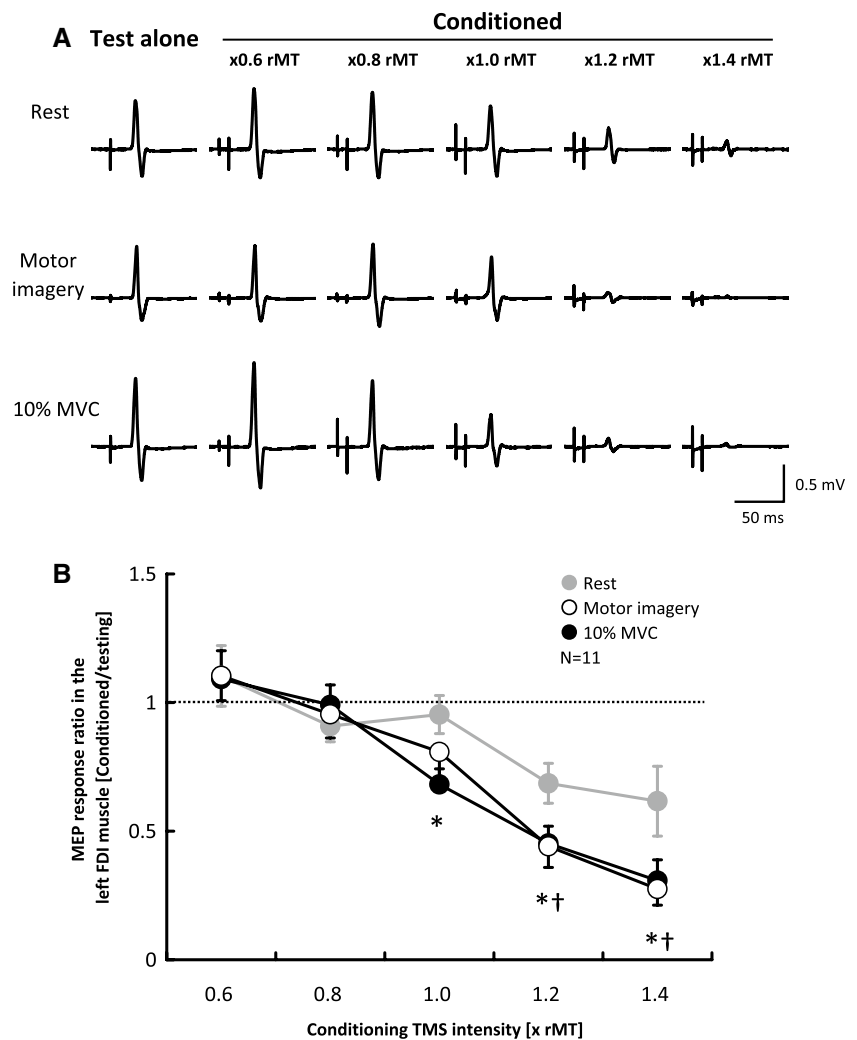 A
Test alone
Conditioned
x0.6 rMT
x0.8 rMT
x1.0 rMT
x1.2 rMT
x1.4 rMT
Rest
Motor
imagery
10% MVC
0.5 mV
50 ms
B
MEP response ratio in the
left FDI muscle [Conditioned/testing]
1.5
1
0.5
0
Rest
Motor imagery
10% MVC
N=11
*
*†
*†
0.6
0.8
1.0
1.2
1.4
Conditioning TMS intensity [x rMT]